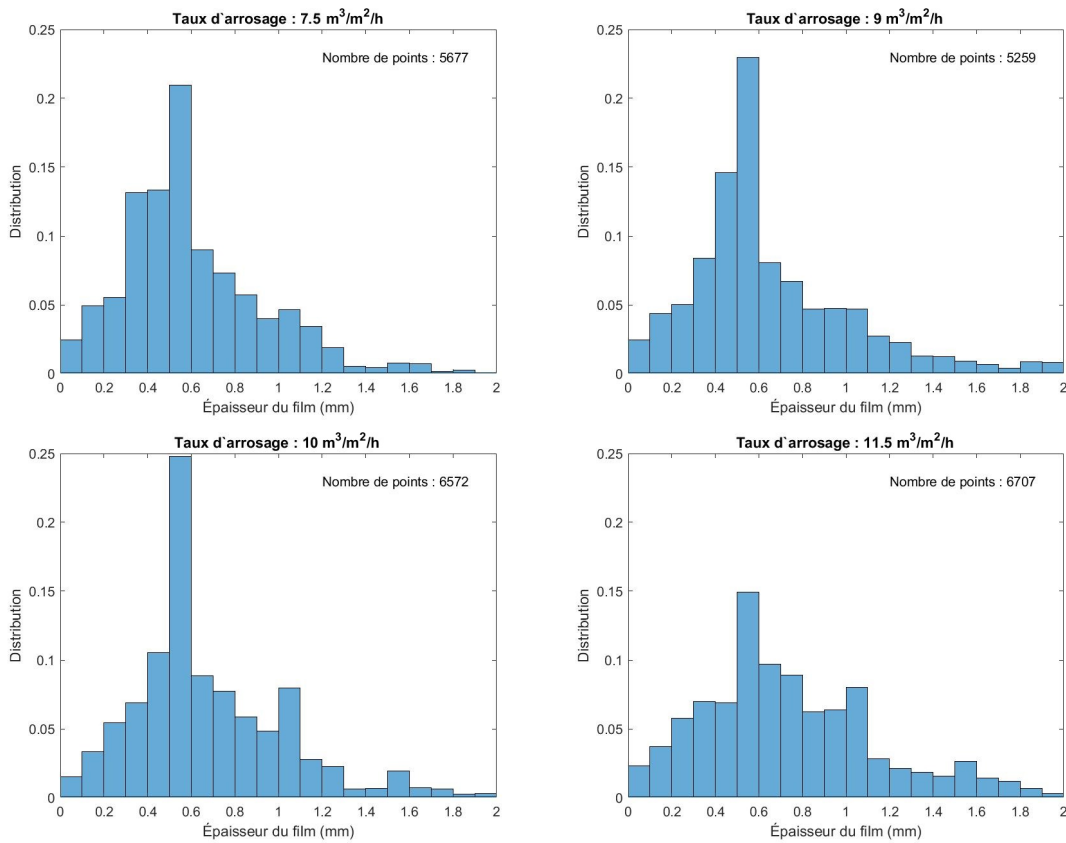 Taux d`arrosage : 7.5 m³/m²/h
Nombre de points : 5677
0.25
0.2
0.15
0.1
0.05
0
Distribution
0 0.2 0.4 0.6 0.8 1 1.2 1.4 1.6 1.8 2
Épaisseur du film (mm)
Taux d`arrosage : 9 m³/m²/h
Nombre de points : 5259
0.25
0.2
0.15
0.1
0.05
0
Distribution
0 0.2 0.4 0.6 0.8 1 1.2 1.4 1.6 1.8 2
Épaisseur du film (mm)
Taux d`arrosage : 10 m³/m²/h
Nombre de points : 6572
0.25
0.2
0.15
0.1
0.05
0
Distribution
0 0.2 0.4 0.6 0.8 1 1.2 1.4 1.6 1.8 2
Épaisseur du film (mm)
Taux d`arrosage : 11.5 m³/m²/h
Nombre de points : 6707
0.25
0.2
0.15
0.1
0.05
0
Distribution
0 0.2 0.4 0.6 0.8 1 1.2 1.4 1.6 1.8 2
Épaisseur du film (mm)